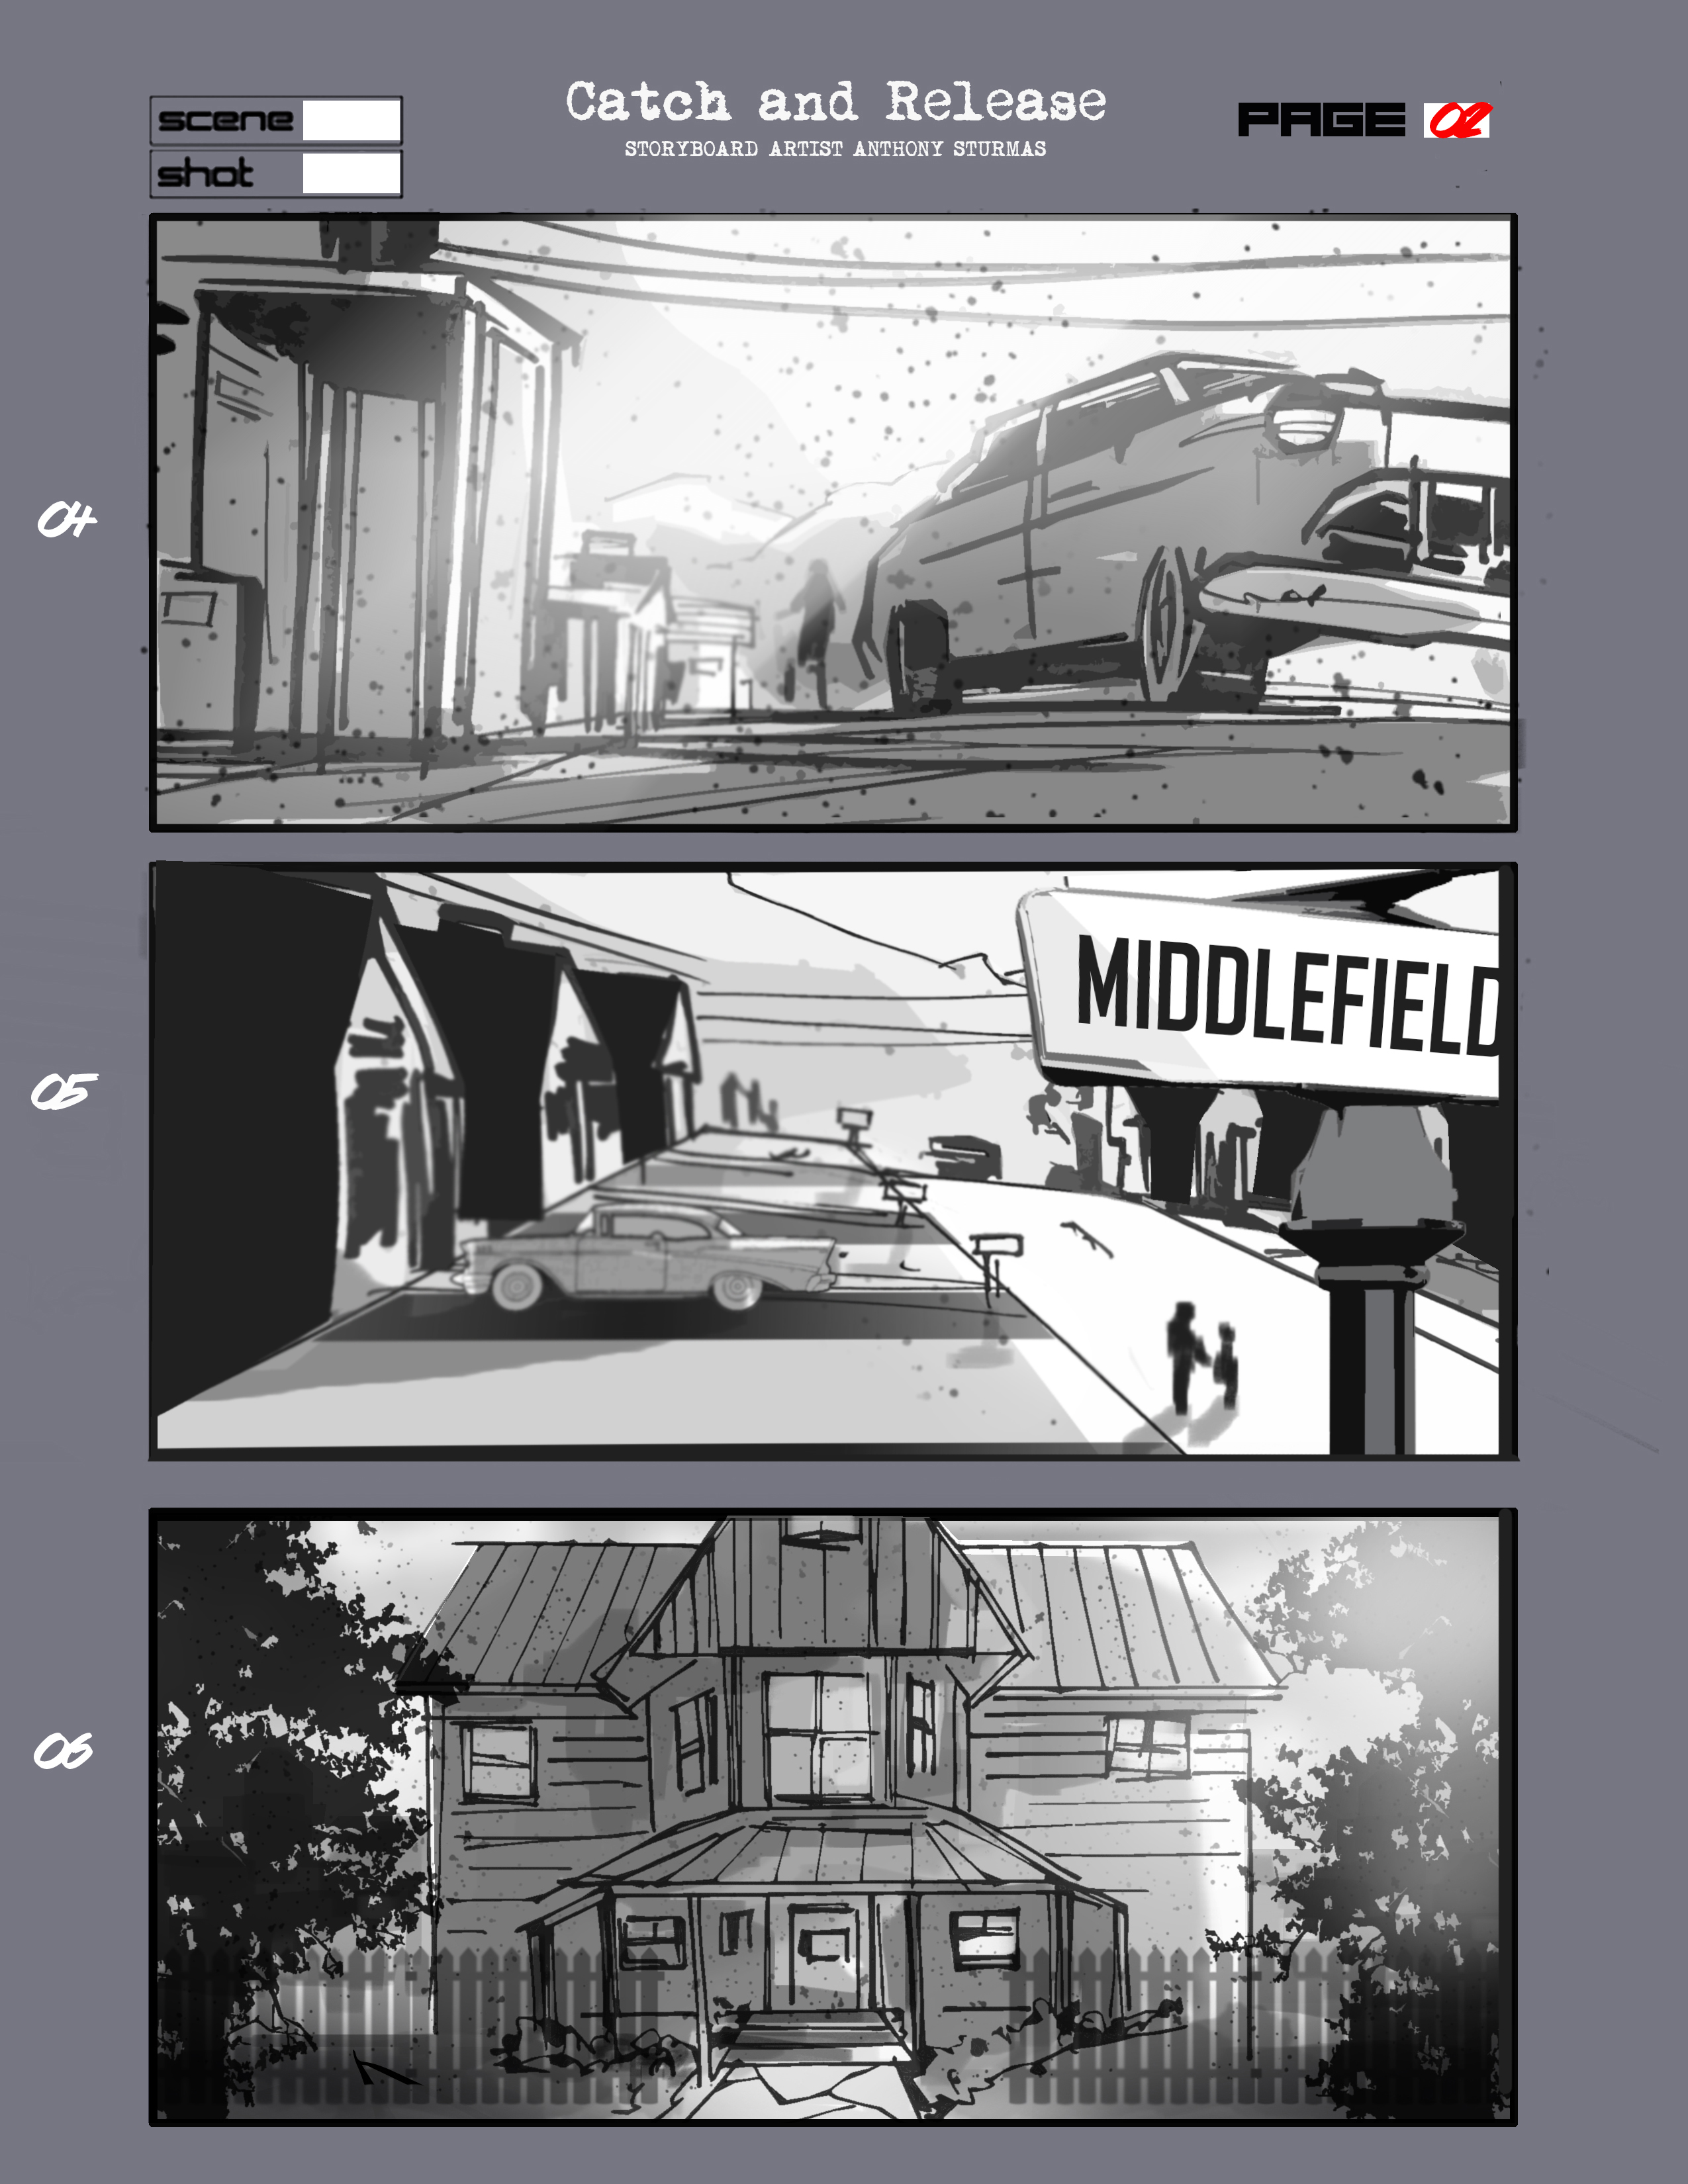 scene
shot
Catch and Release
STORYBOARD ARTIST ANTHONY STURMAS
PAGE 02
04
05
MIDDLEFIELD
06